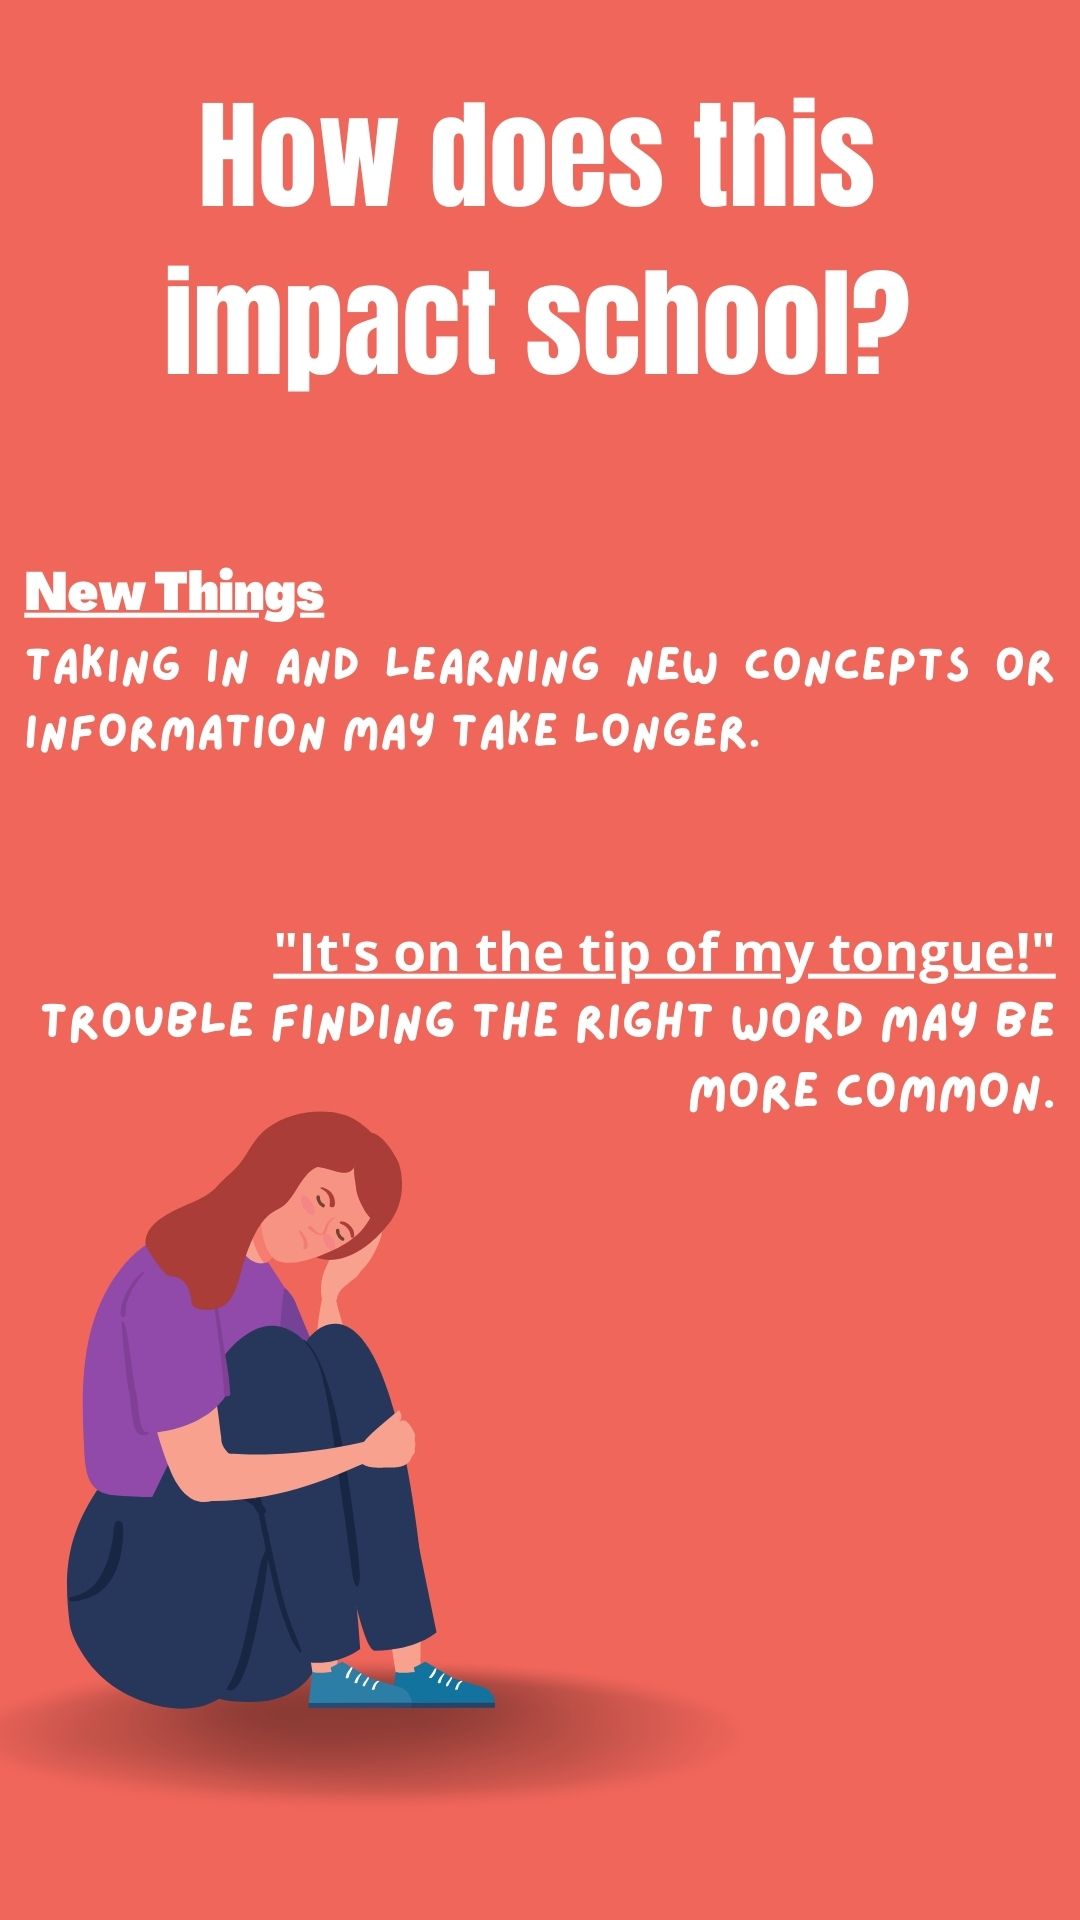 How does this
impact school?
New Things
TAKING IN AND LEARNING NEW CONCEPTS OR
INFORMATION MAY TAKE LONGER.
"It's on the tip of my tongue!"
TROUBLE FINDING THE RIGHT WORD MAY BE
MORE COMMON.